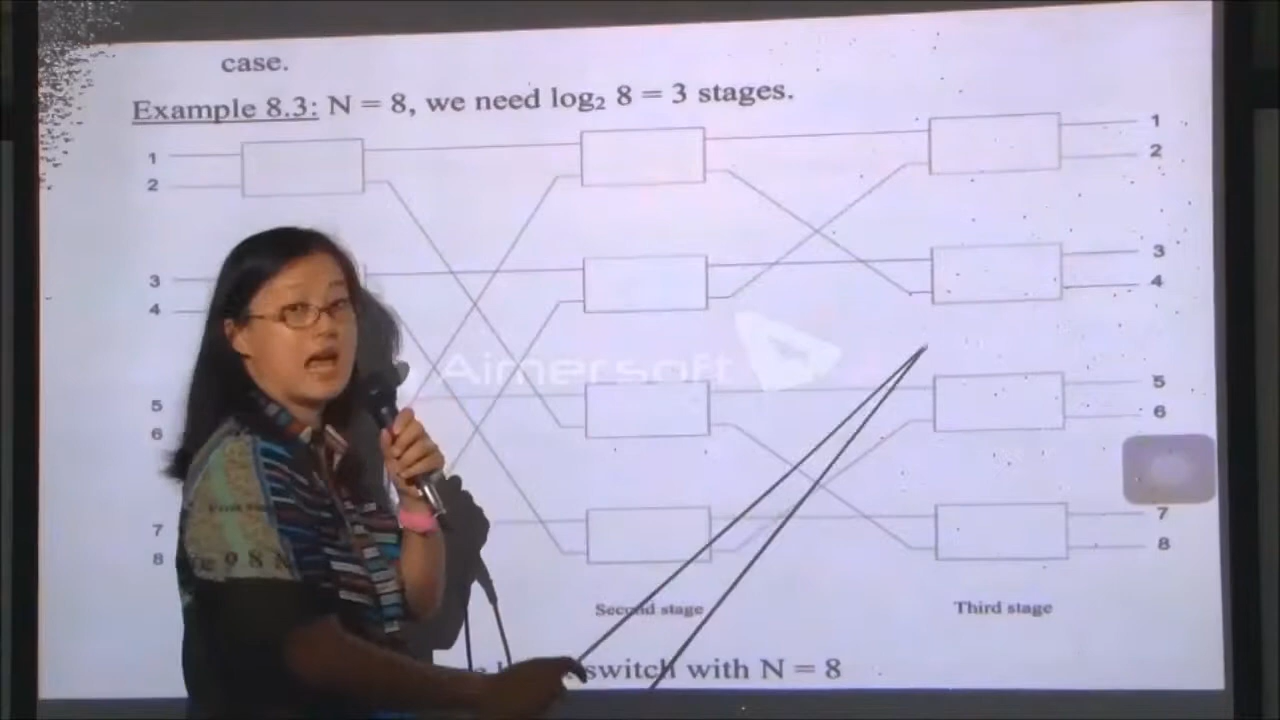 case.
Example 8.3: N = 8, we need log₂ 8 = 3 stages.
1
2
3
4
5
6
7
8
1
2
3
4
5
6
7
8
Aimersoft
Second stage
Third stage
switch with N = 8